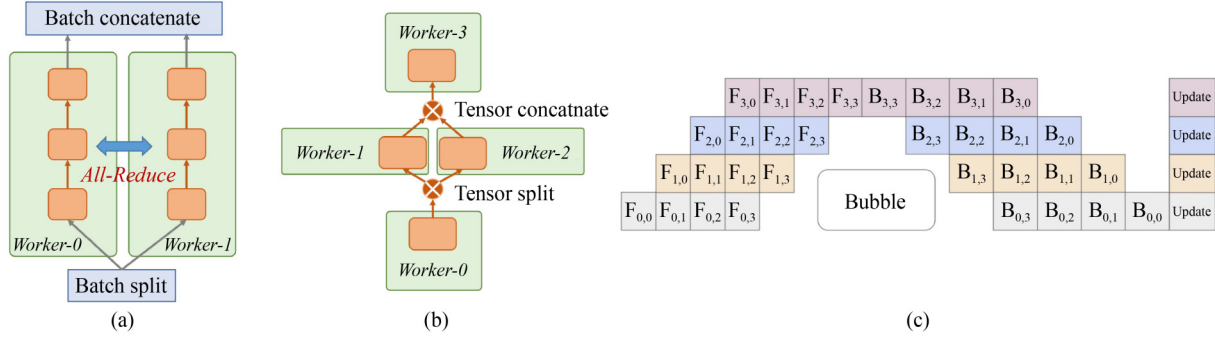 Batch concatenate
Worker-0
Worker-1
All-Reduce
Batch split
(a)
Worker-3
Tensor concatnate
Worker-1
Worker-2
Tensor split
Worker-0
(b)
F3,0 F3,1 F3,2 F3,3 B3,3 B3,2 B3,1 B3,0 Update
F2,0 F2,1 F2,2 F2,3 B2,3 B2,2 B2,1 B2,0 Update
F1,0 F1,1 F1,2 F1,3 B1,3 B1,2 B1,1 B1,0 Update
F0,0 F0,1 F0,2 F0,3 B0,3 B0,2 B0,1 B0,0 Update
Bubble
(c)